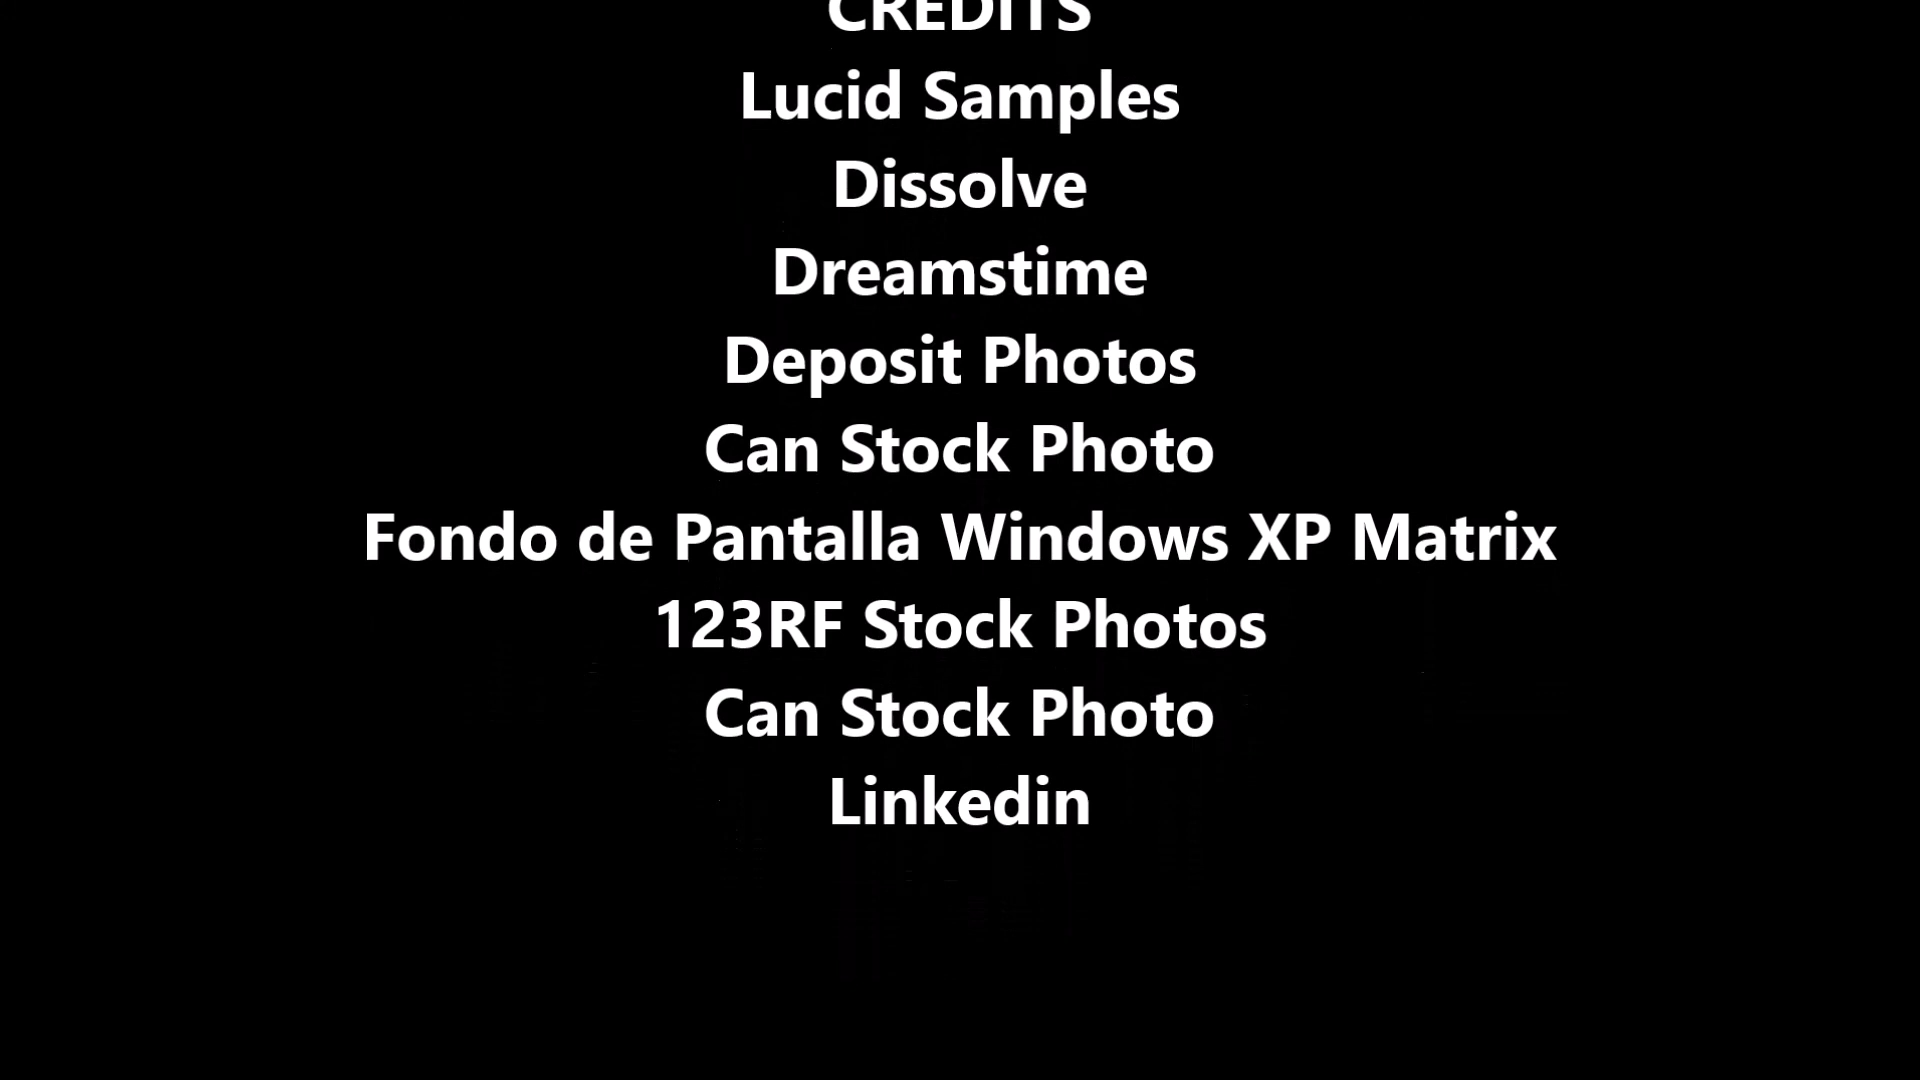 CREDITS
Lucid Samples
Dissolve
Dreamstime
Deposit Photos
Can Stock Photo
Fondo de Pantalla Windows XP Matrix
123RF Stock Photos
Can Stock Photo
Linkedin